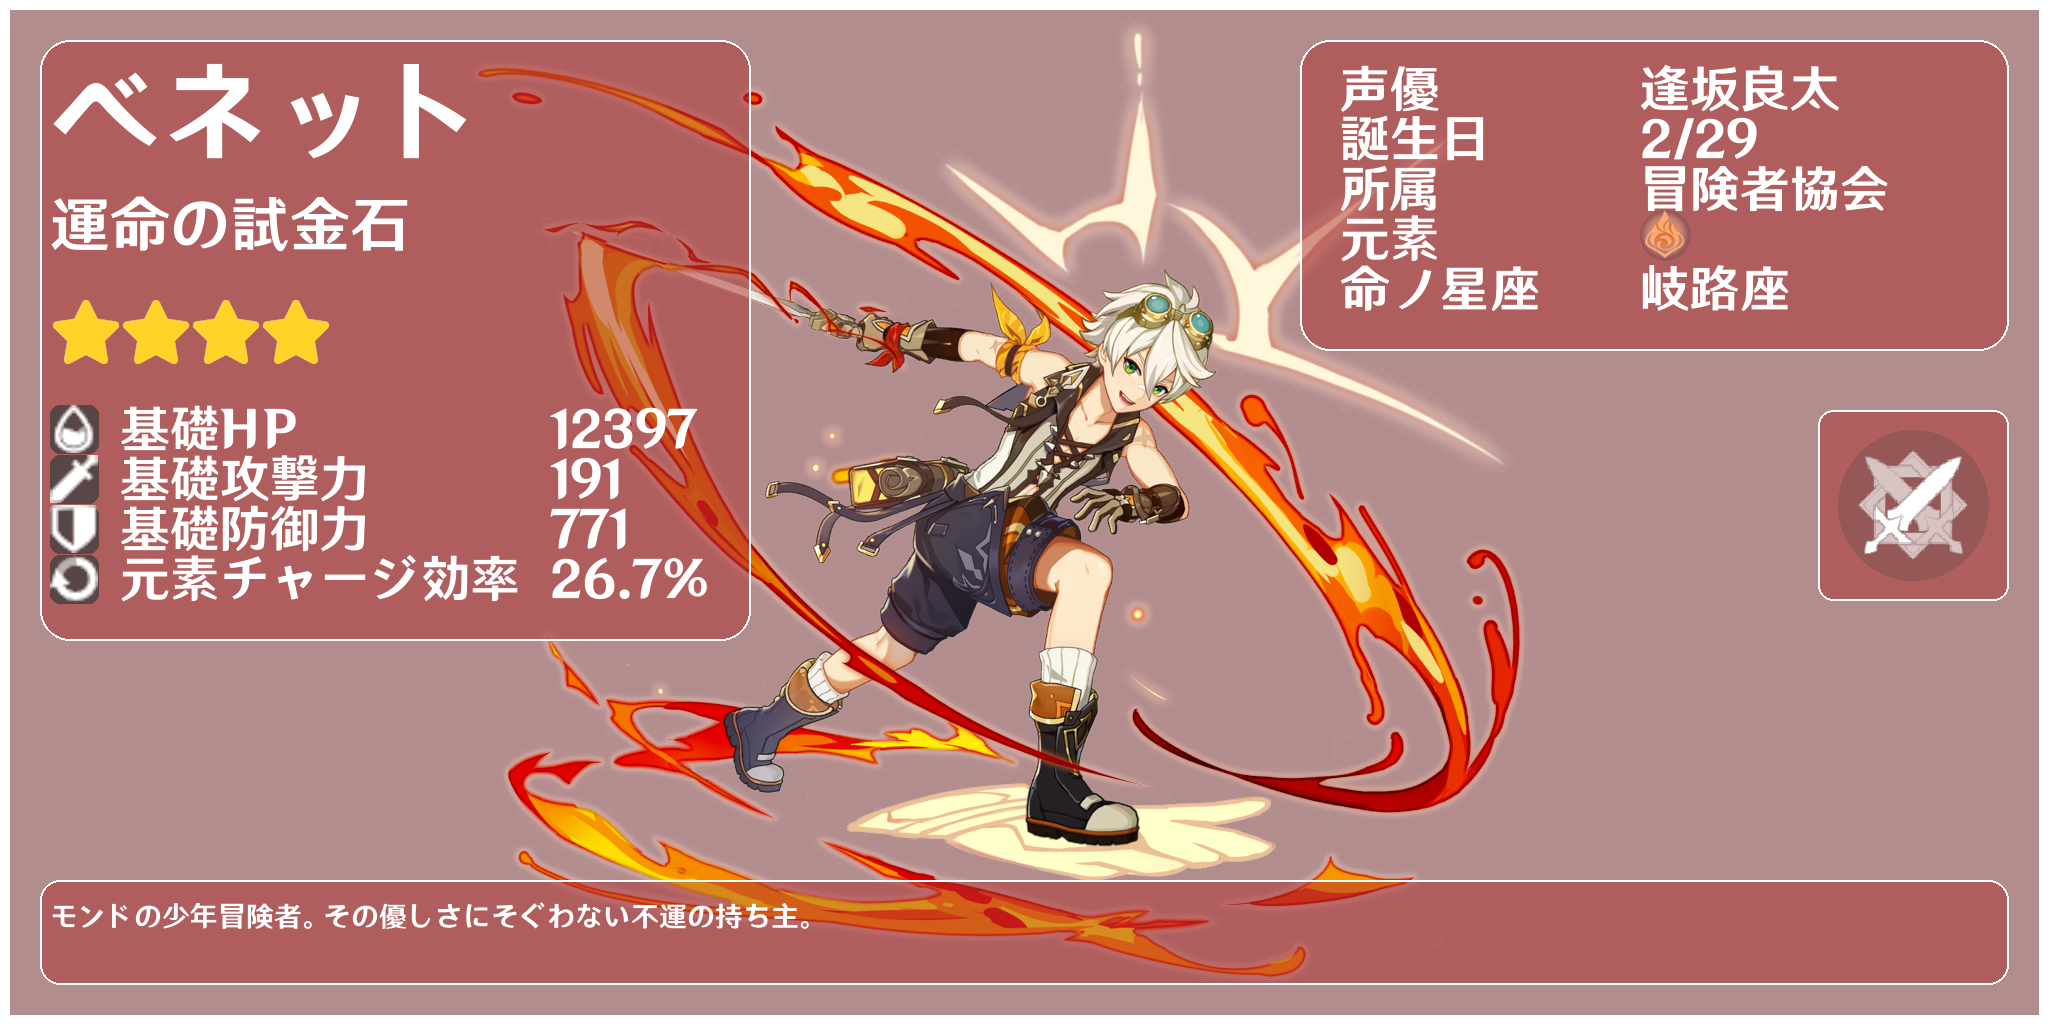 ベネット
運命の試金石
基礎HP 12397
基礎攻撃力 191
基礎防御力 771
元素チャージ効率 26.7%
声優 逢坂良太
誕生日 2/29
所属 冒険者協会
元素
命ノ星座 岐路座
モンドの少年冒険者。その優しさにそぐわない不運の持ち主。